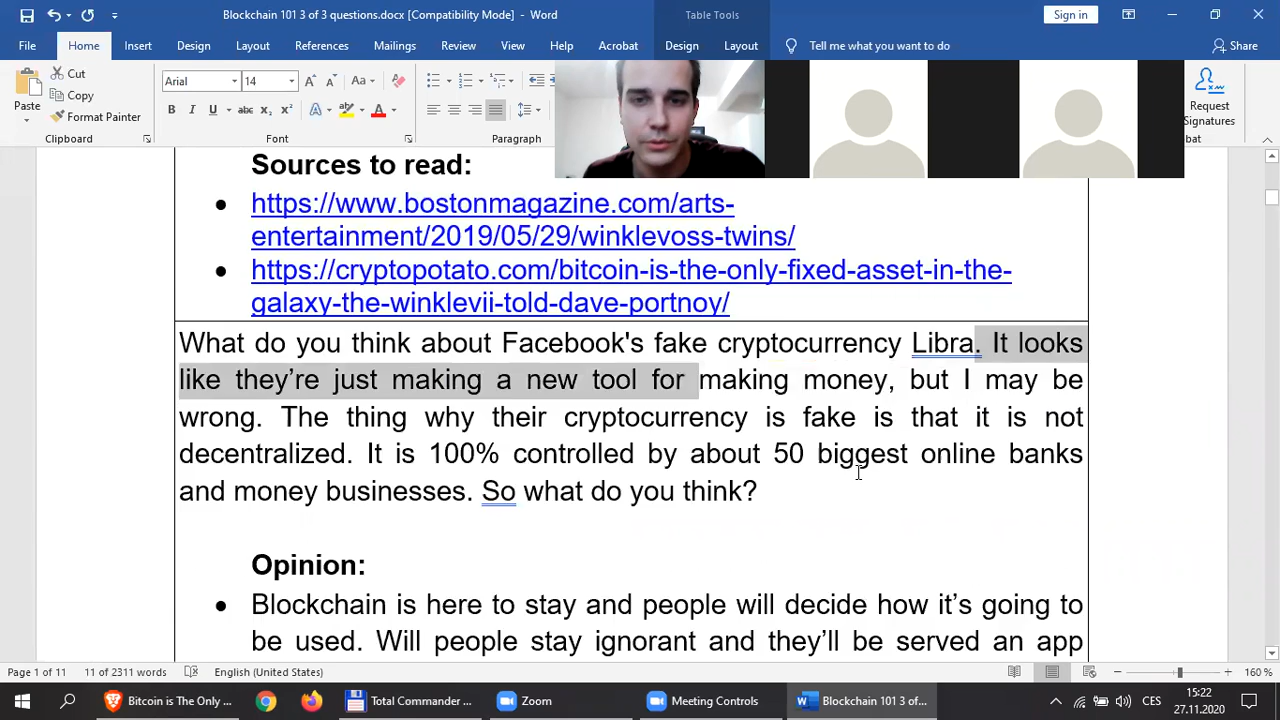 Blockchain 101 3 of 3 questions.docx [Compatibility Mode] - Word
Table Tools
Sign in
File Home Insert Design Layout References Mailings Review View Help Acrobat Design Layout Tell me what you want to do Share
Paste
Cut
Copy
Format Painter
Clipboard
Arial 14
Font
Paragraph
Request
Signatures
bat
Sources to read:
• https://www.bostonmagazine.com/arts-
entertainment/2019/05/29/winklevoss-twins/
• https://cryptopotato.com/bitcoin-is-the-only-fixed-asset-in-the-
galaxy-the-winklevii-told-dave-portnoy/
What do you think about Facebook's fake cryptocurrency Libra. It looks
like they’re just making a new tool for making money, but I may be
wrong. The thing why their cryptocurrency is fake is that it is not
decentralized. It is 100% controlled by about 50 biggest online banks
and money businesses. So what do you think?
Opinion:
• Blockchain is here to stay and people will decide how it’s going to
be used. Will people stay ignorant and they’ll be served an app
Page 1 of 11 11 of 2311 words English (United States) 160 %
Bitcoin is The Only ... Total Commander ... Zoom Meeting Controls Blockchain 101 3 of... CES 15:22
27.11.2020